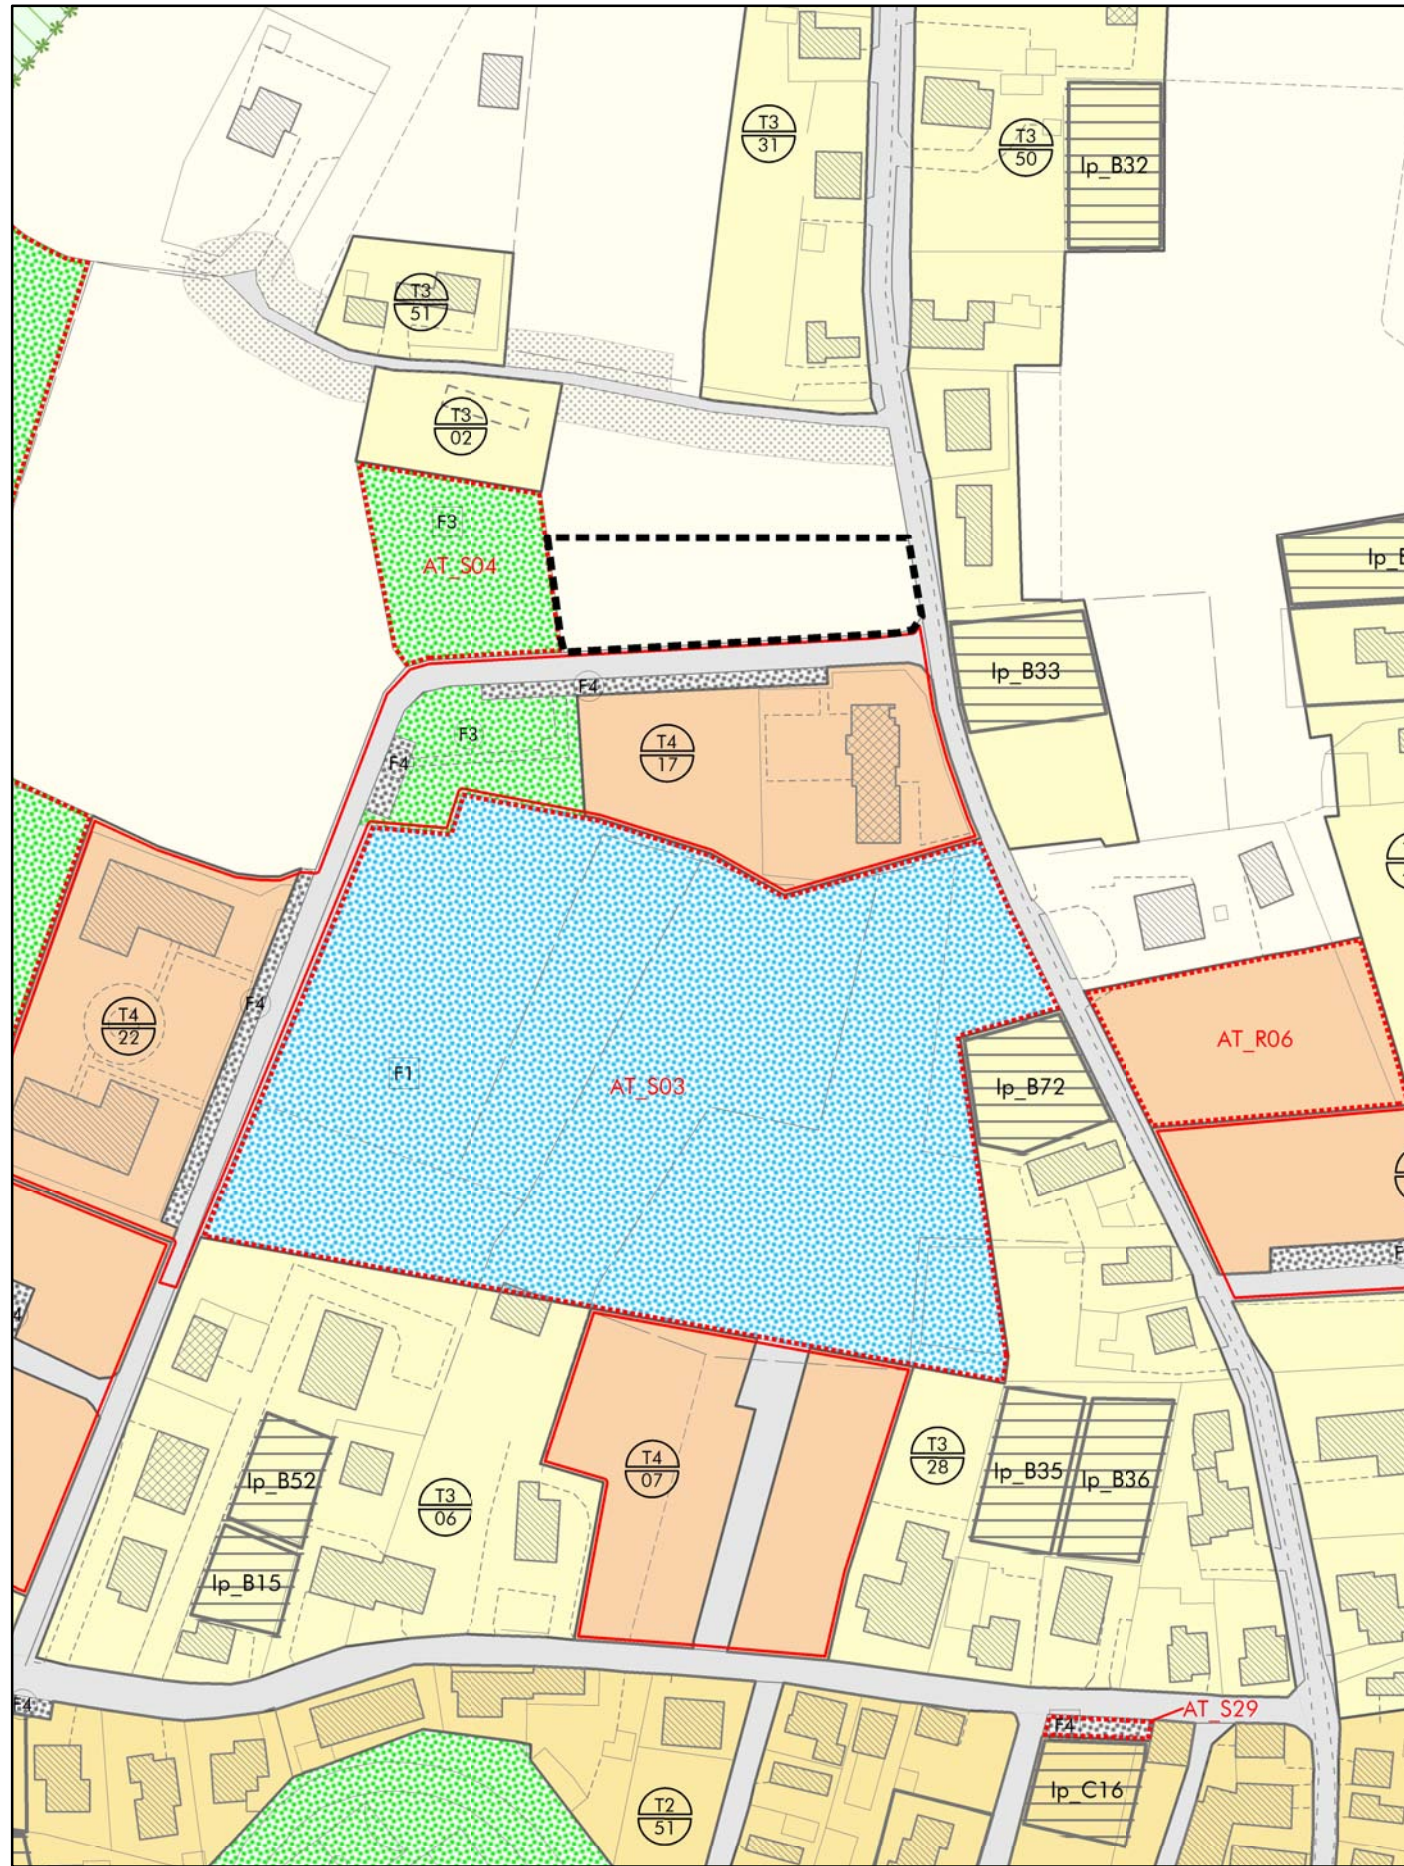 T3
31
T3
50
Ip_B32
T3
51
T3
02
F3
AT_S04
Ip_B
F4
Ip_B33
F3
F4
T4
17
T4
22
F4
F1
AT_S03
Ip_B72
AT_R06
T3
28
T4
07
Ip_B35
Ip_B36
Ip_B52
T3
06
Ip_B15
F4
F4
AT_S29
Ip_C16
T2
51